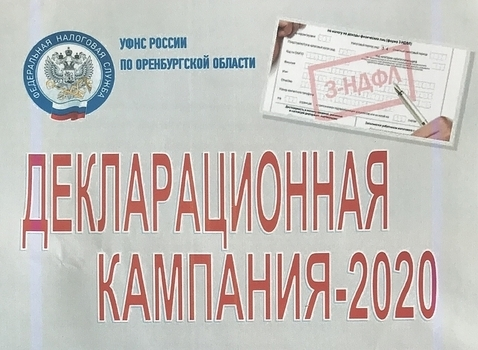 ФЕДЕРАЛЬНАЯ НАЛОГОВАЯ СЛУЖБА
УФНС РОССИИ
ПО ОРЕНБУРГСКОЙ ОБЛАСТИ
3-НДФЛ
ДЕКЛАРАЦИОННАЯ
КАМПАНИЯ-2020